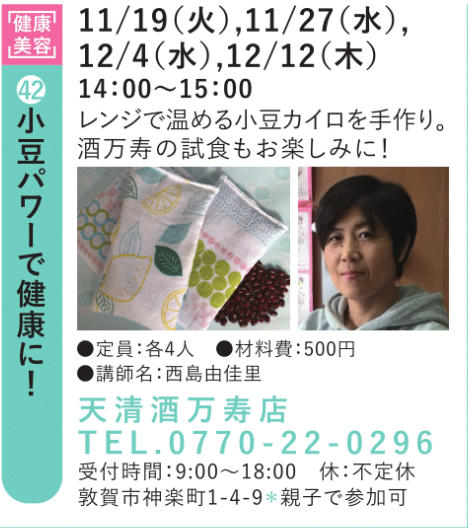 健康
美容
㊷小豆パワーで健康に！
11/19（火）,11/27（水）,
12/4（水）,12/12（木）
14：00〜15：00
レンジで温める小豆カイロを手作り。
酒万寿の試食もお楽しみに！
●定員：各4人　●材料費：500円
●講師名：西島由佳里
天清酒万寿店
TEL.0770-22-0296
受付時間：9:00〜18:00　休：不定休
敦賀市神楽町1-4-9＊親子で参加可